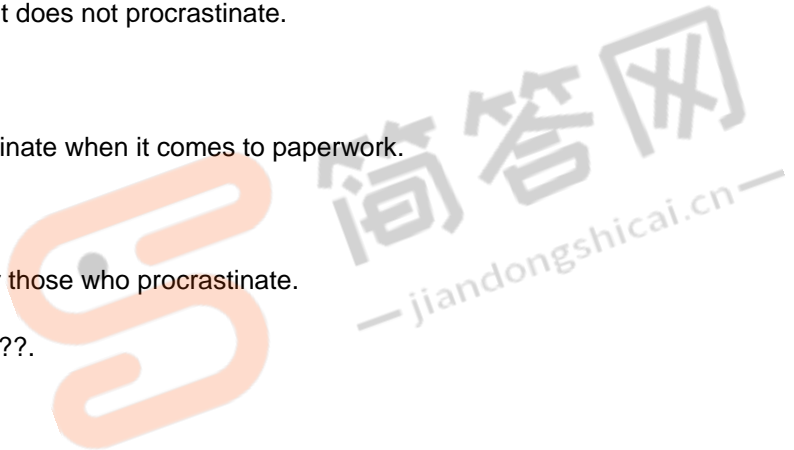 t does not procrastinate.
inate when it comes to paperwork.
those who procrastinate.
??.
简答网
jiandongshicai.cn